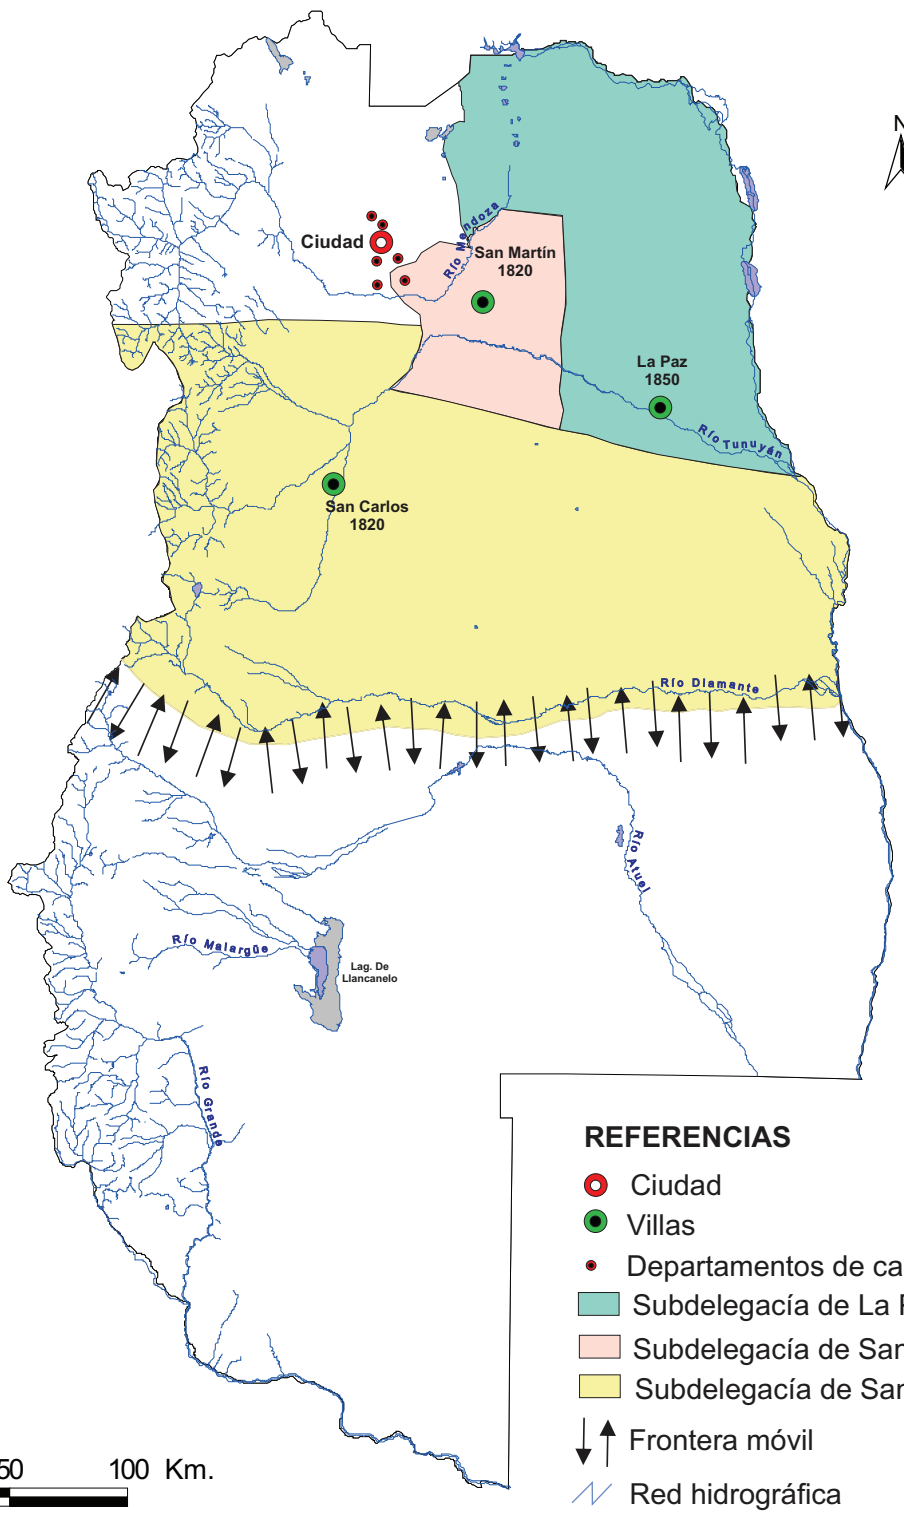 N
Ciudad
Río Mendoza
San Martín
1820
La Paz
1850
Río Tunuyán
San Carlos
1820
Río Diamante
Río Atuel
Río Malargüe
Lag. De
Llancanelo
Río Grande
REFERENCIAS
Ciudad
Villas
Departamentos de ca
Subdelegacía de La
Subdelegacía de San
Subdelegacía de San
Frontera móvil
Red hidrográfica
50 100 Km.